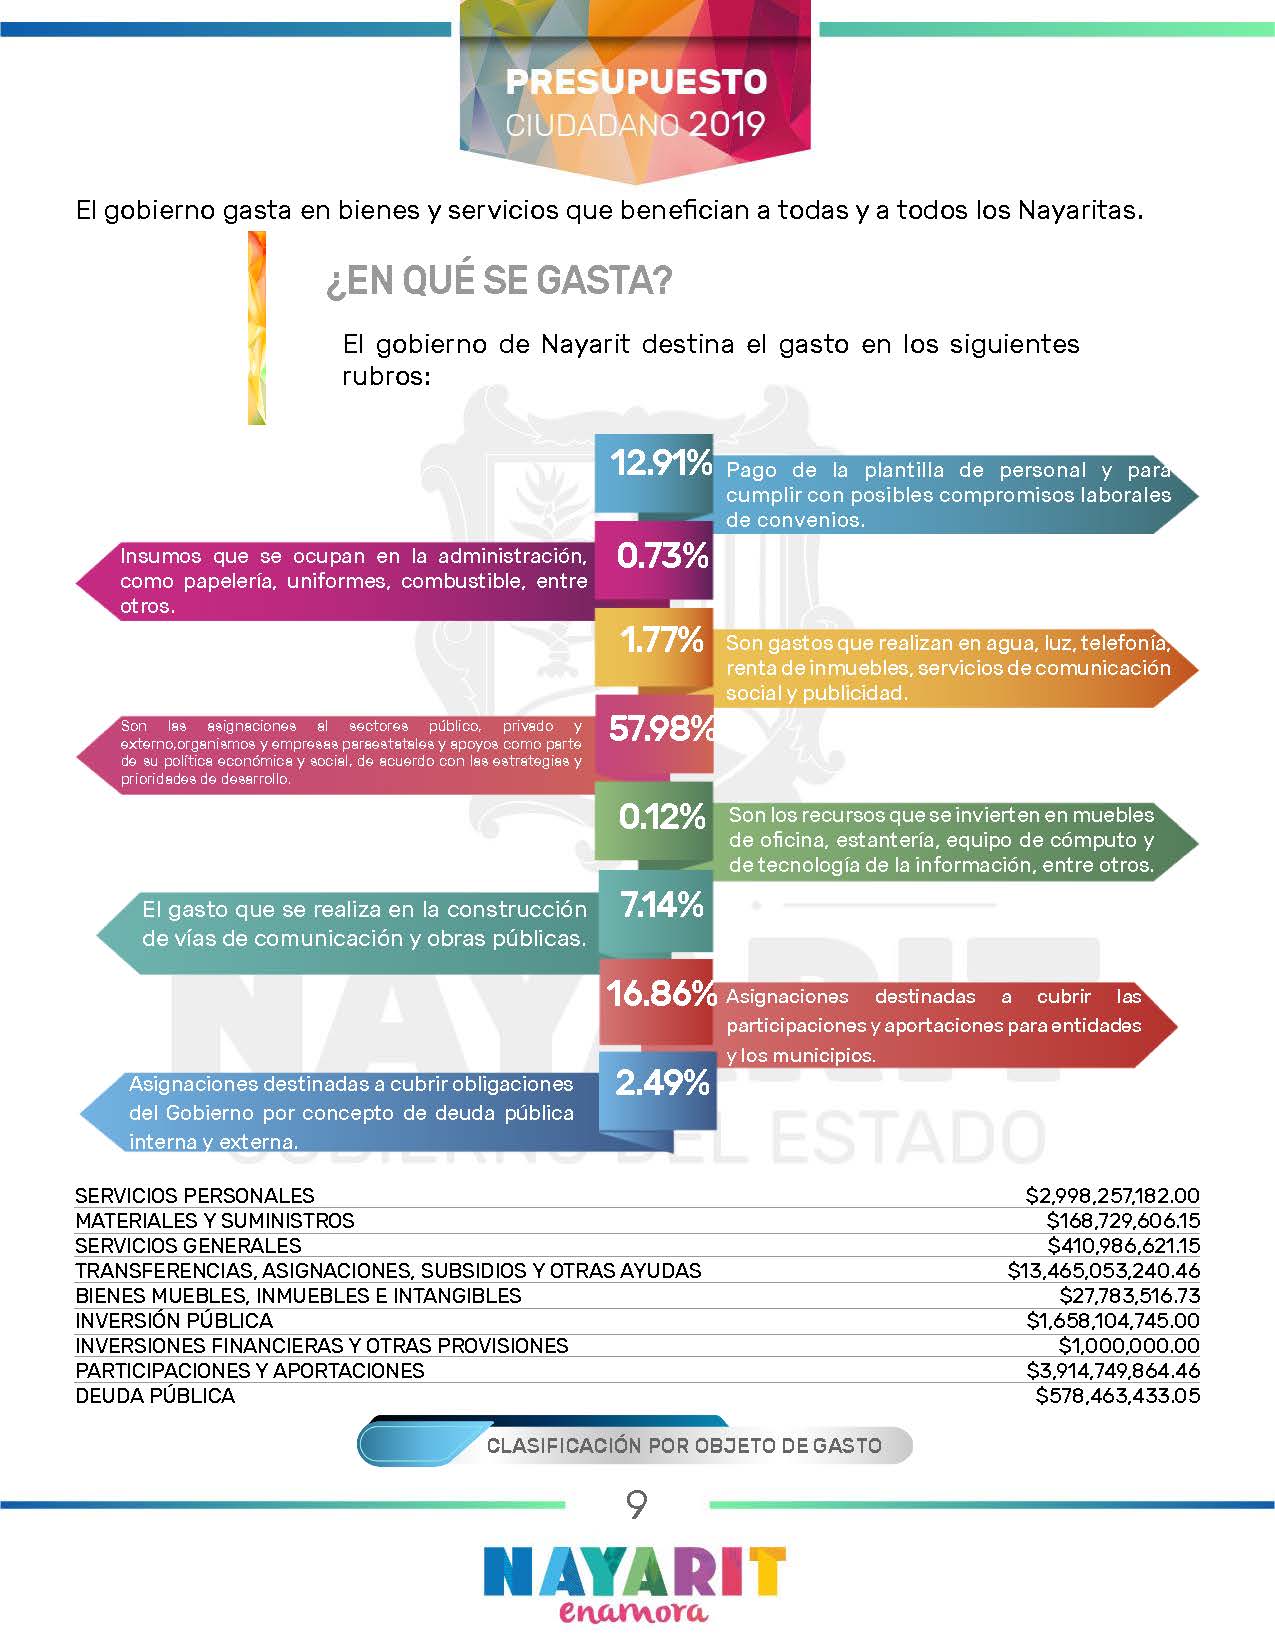 PRESUPUESTO
CIUDADANO 2019
El gobierno gasta en bienes y servicios que benefician a todas y a todos los Nayaritas.
¿EN QUÉ SE GASTA?
El gobierno de Nayarit destina el gasto en los siguientes
rubros:
12.91%
Pago de la plantilla de personal y para
cumplir con posibles compromisos laborales
de convenios.
Insumos que se ocupan en la administración,
como papelería, uniformes, combustible, entre
otros.
0.73%
1.77%
Son gastos que realizan en agua, luz, telefonía,
renta de inmuebles, servicios de comunicación
social y publicidad.
Son las asignaciones al sectores público, privado y
externo,organismos y empresas paraestatales y apoyos como parte
de su política económica y social, de acuerdo con las estrategias y
prioridades de desarrollo.
57.98%
0.12%
Son los recursos que se invierten en muebles
de oficina, estantería, equipo de cómputo y
de tecnología de la información, entre otros.
El gasto que se realiza en la construcción
de vías de comunicación y obras públicas.
7.14%
16.86%
Asignaciones destinadas a cubrir las
participaciones y aportaciones para entidades
y los municipios.
Asignaciones destinadas a cubrir obligaciones
del Gobierno por concepto de deuda pública
interna y externa.
2.49%
NAYARIT
GOBIERNO DEL ESTADO
SERVICIOS PERSONALES $2,998,257,182.00
MATERIALES Y SUMINISTROS $168,729,606.15
SERVICIOS GENERALES $410,986,621.15
TRANSFERENCIAS, ASIGNACIONES, SUBSIDIOS Y OTRAS AYUDAS $13,465,053,240.46
BIENES MUEBLES, INMUEBLES E INTANGIBLES $27,783,516.73
INVERSIÓN PÚBLICA $1,658,104,745.00
INVERSIONES FINANCIERAS Y OTRAS PROVISIONES $1,000,000.00
PARTICIPACIONES Y APORTACIONES $3,914,749,864.46
DEUDA PÚBLICA $578,463,433.05
CLASIFICACIÓN POR OBJETO DE GASTO
9
NAYARIT
enamora